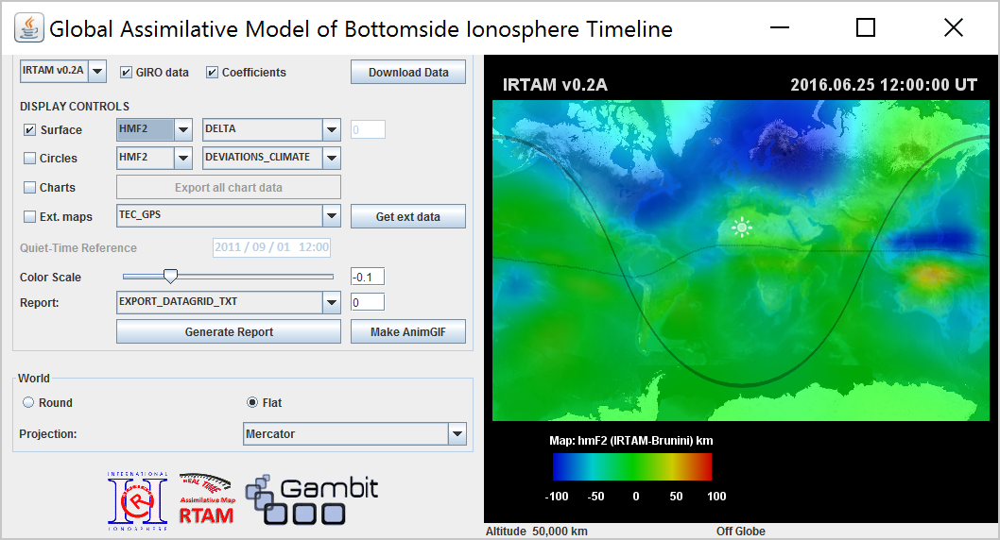 Global Assimilative Model of Bottomside Ionosphere Timeline
IRTAM v0.2A GIRO data Coefficients Download Data
DISPLAY CONTROLS
Surface HMF2 DELTA 0
Circles HMF2 DEVIATIONS_CLIMATE
Charts Export all chart data
Ext. maps TEC_GPS Get ext data
Quiet-Time Reference 2011 / 09 / 01 12:00
Color Scale -0.1
Report: EXPORT_DATAGRID_TXT 0
Generate Report Make AnimGIF
World
Round Flat
Projection: Mercator
INTERNATIONAL
IRI
IONOSPHERE
REAL TIME
Assimilative Map
RTAM
Gambit
IRTAM v0.2A 2016.06.25 12:00:00 UT
Map: hmF2 (IRTAM-Brunini) km
-100 -50 0 50 100
Altitude 50,000 km Off Globe